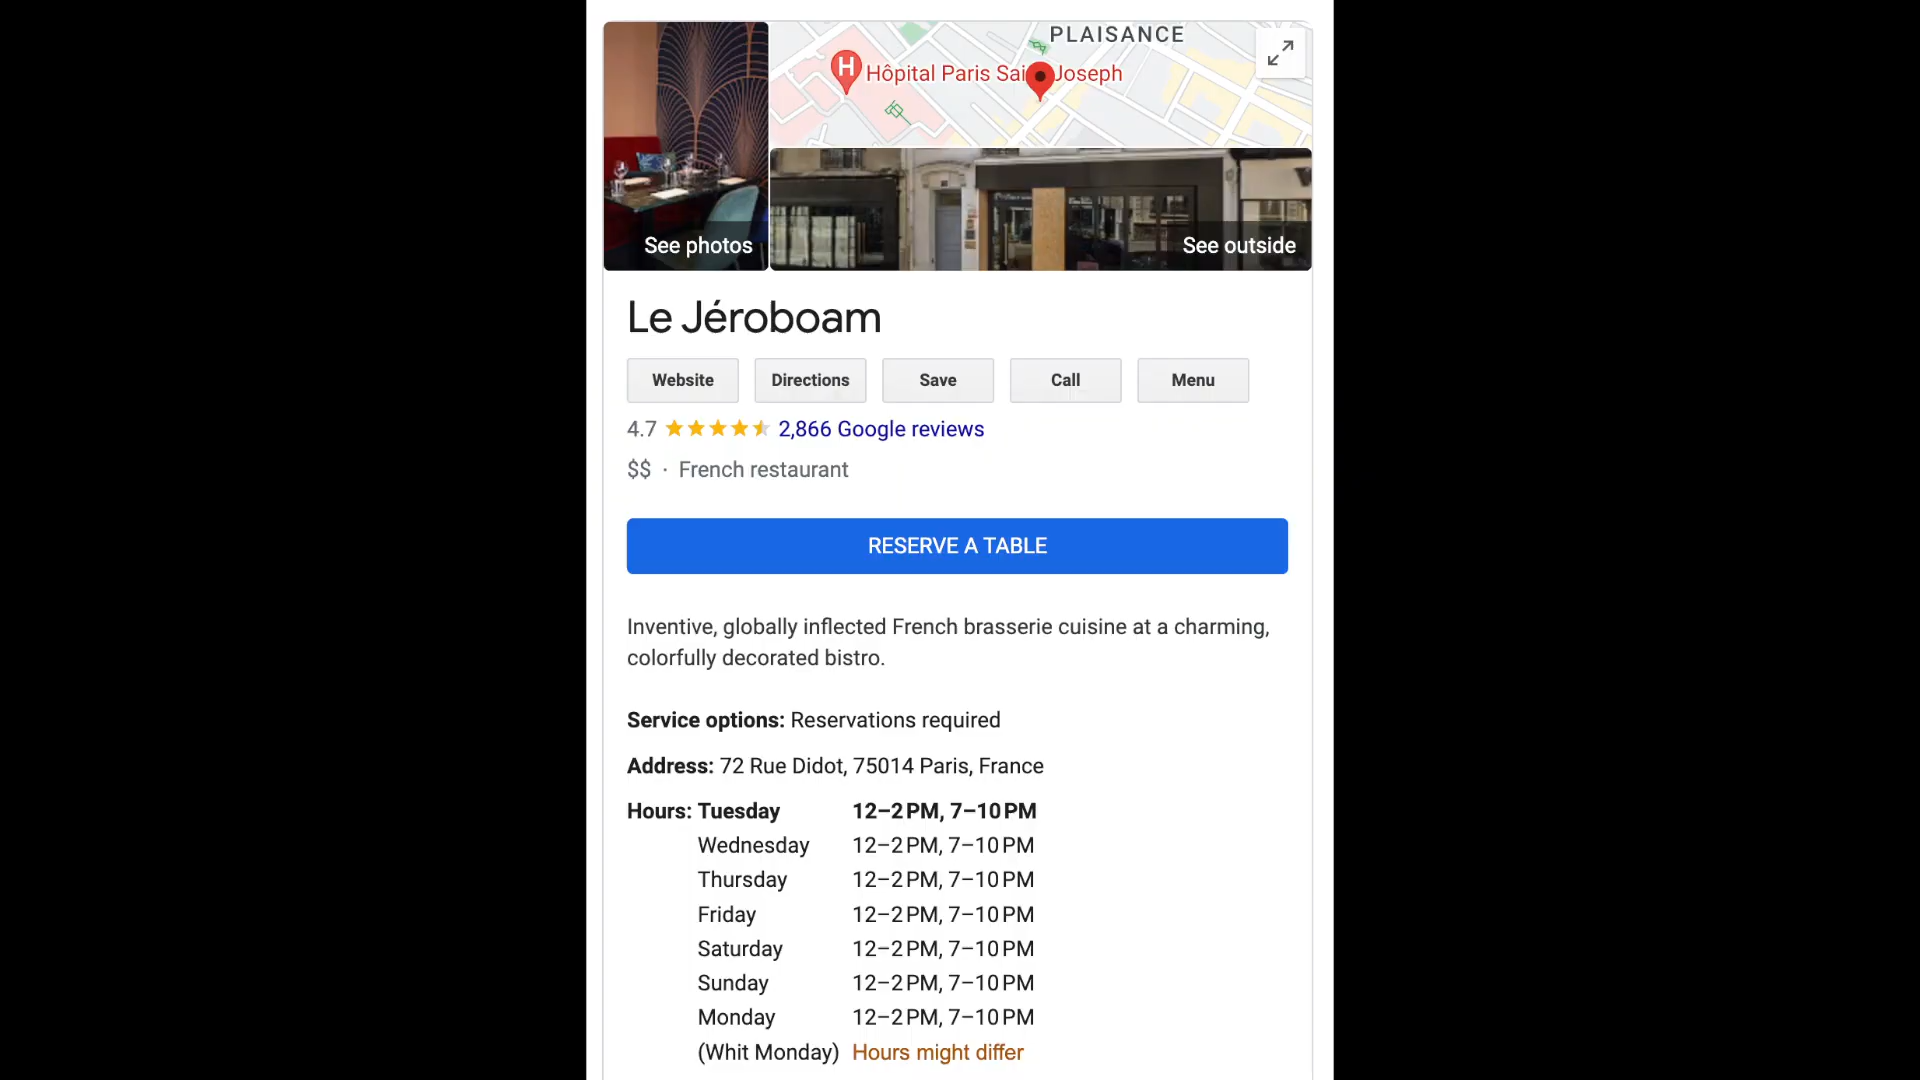 PLAISANCE
H Hôpital Paris Sai Joseph
See photos
See outside
Le Jéroboam
Website Directions Save Call Menu
4.7 2,866 Google reviews
$$ · French restaurant
RESERVE A TABLE
Inventive, globally inflected French brasserie cuisine at a charming,
colorfully decorated bistro.
Service options: Reservations required
Address: 72 Rue Didot, 75014 Paris, France
Hours: Tuesday 12–2 PM, 7–10 PM
Wednesday 12–2 PM, 7–10 PM
Thursday 12–2 PM, 7–10 PM
Friday 12–2 PM, 7–10 PM
Saturday 12–2 PM, 7–10 PM
Sunday 12–2 PM, 7–10 PM
Monday 12–2 PM, 7–10 PM
(Whit Monday) Hours might differ